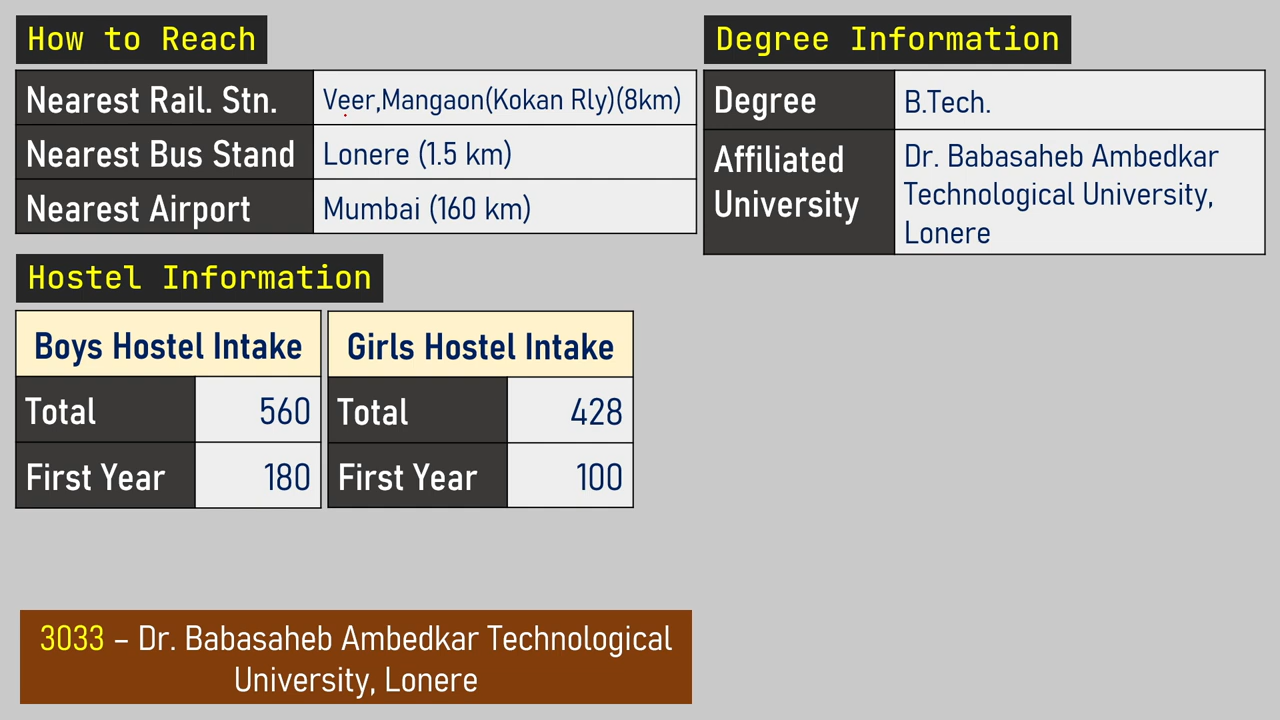 How to Reach
Nearest Rail. Stn. Veer,Mangaon(Kokan Rly)(8km)
Nearest Bus Stand Lonere (1.5 km)
Nearest Airport Mumbai (160 km)
Degree Information
Degree B.Tech.
Affiliated University Dr. Babasaheb Ambedkar
Technological University,
Lonere
Hostel Information
Boys Hostel Intake
Total 560
First Year 180
Girls Hostel Intake
Total 428
First Year 100
3033 – Dr. Babasaheb Ambedkar Technological
University, Lonere